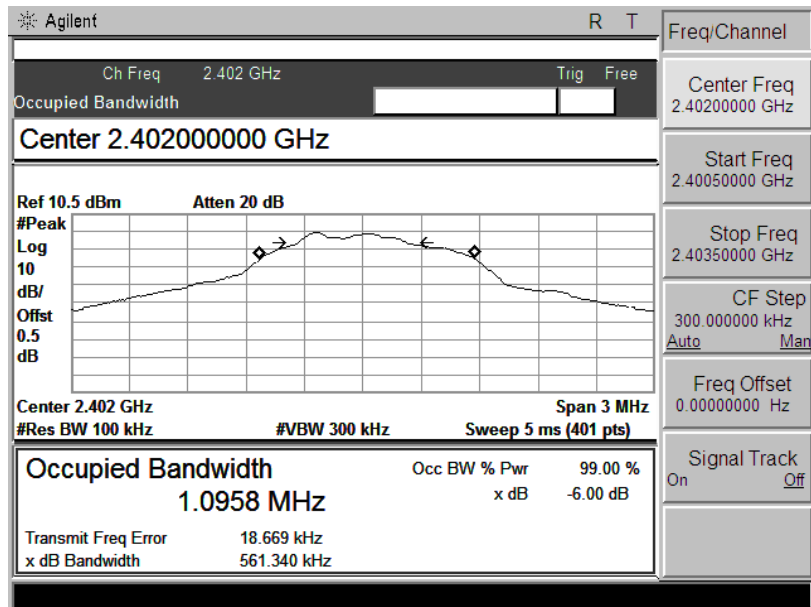 Agilent R T
Freq/Channel
Ch Freq 2.402 GHz Trig Free
Occupied Bandwidth
Center 2.402000000 GHz
Ref 10.5 dBm Atten 20 dB
#Peak
Log
10
dB/
Offst
0.5
dB
Center 2.402 GHz Span 3 MHz
#Res BW 100 kHz #VBW 300 kHz Sweep 5 ms (401 pts)
Occupied Bandwidth
1.0958 MHz
Occ BW % Pwr 99.00 %
x dB -6.00 dB
Transmit Freq Error 18.669 kHz
x dB Bandwidth 561.340 kHz
Center Freq
2.40200000 GHz
Start Freq
2.40050000 GHz
Stop Freq
2.40350000 GHz
CF Step
300.000000 kHz
Auto Man
Freq Offset
0.00000000 Hz
Signal Track
On Off